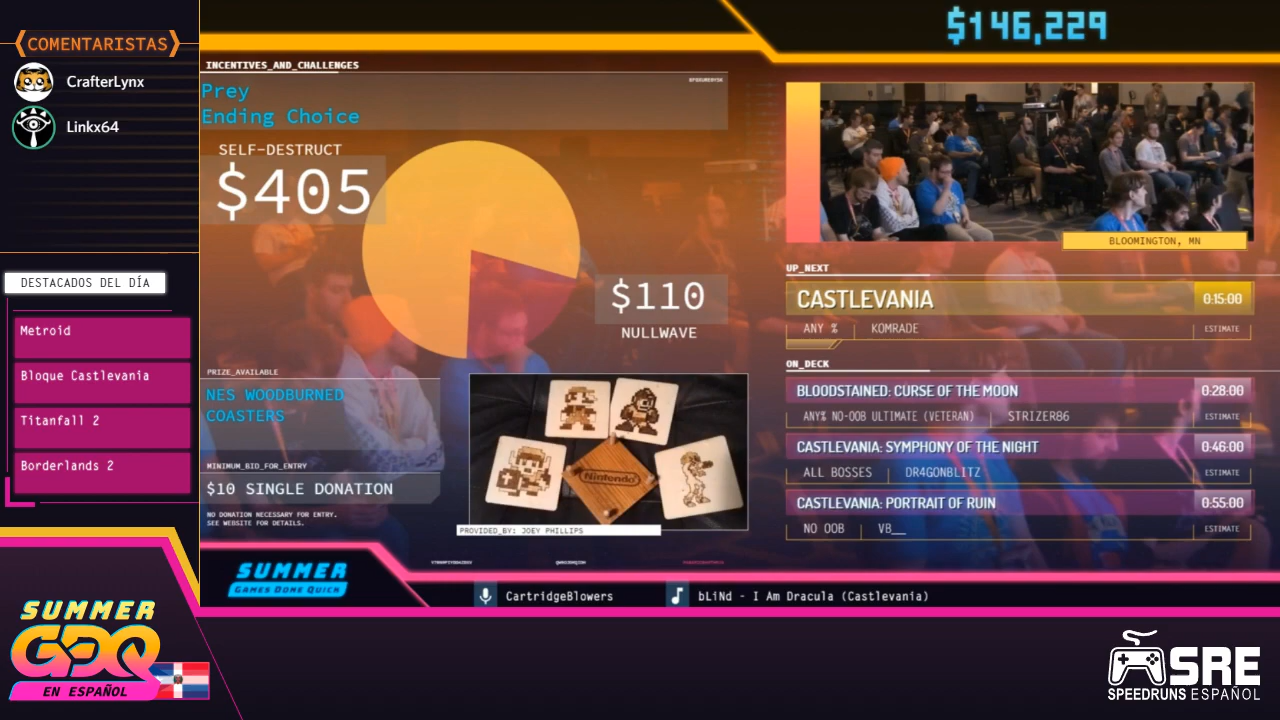 COMENTARISTAS
CrafterLynx
Linkx64
DESTACADOS DEL DÍA
Metroid
Bloque Castlevania
Titanfall 2
Borderlands 2
SUMMER
GDQ
EN ESPAÑOL
$146,229
INCENTIVES_AND_CHALLENGES
Prey
Ending Choice
SELF-DESTRUCT
$405
$110
NULLWAVE
PRIZE_AVAILABLE
NES WOODBURNED
COASTERS
MINIMUM_BID_FOR_ENTRY
$10 SINGLE DONATION
NO DONATION NECESSARY FOR ENTRY.
SEE WEBSITE FOR DETAILS.
Nintendo
PROVIDED_BY: JOEY PHILLIPS
BLOOMINGTON, MN
UP_NEXT
CASTLEVANIA 0:15:00
ANY % KOMRADE ESTIMATE
ON_DECK
BLOODSTAINED: CURSE OF THE MOON 0:28:00
ANY% NO-OOB ULTIMATE (VETERAN) STRIZER86 ESTIMATE
CASTLEVANIA: SYMPHONY OF THE NIGHT 0:46:00
ALL BOSSES DR4GONBLITZ ESTIMATE
CASTLEVANIA: PORTRAIT OF RUIN 0:55:00
NO OOB VB__ ESTIMATE
SUMMER
GAMES DONE QUICK
CartridgeBlowers
bLiNd - I Am Dracula (Castlevania)
SRE
SPEEDRUNS ESPAÑOL